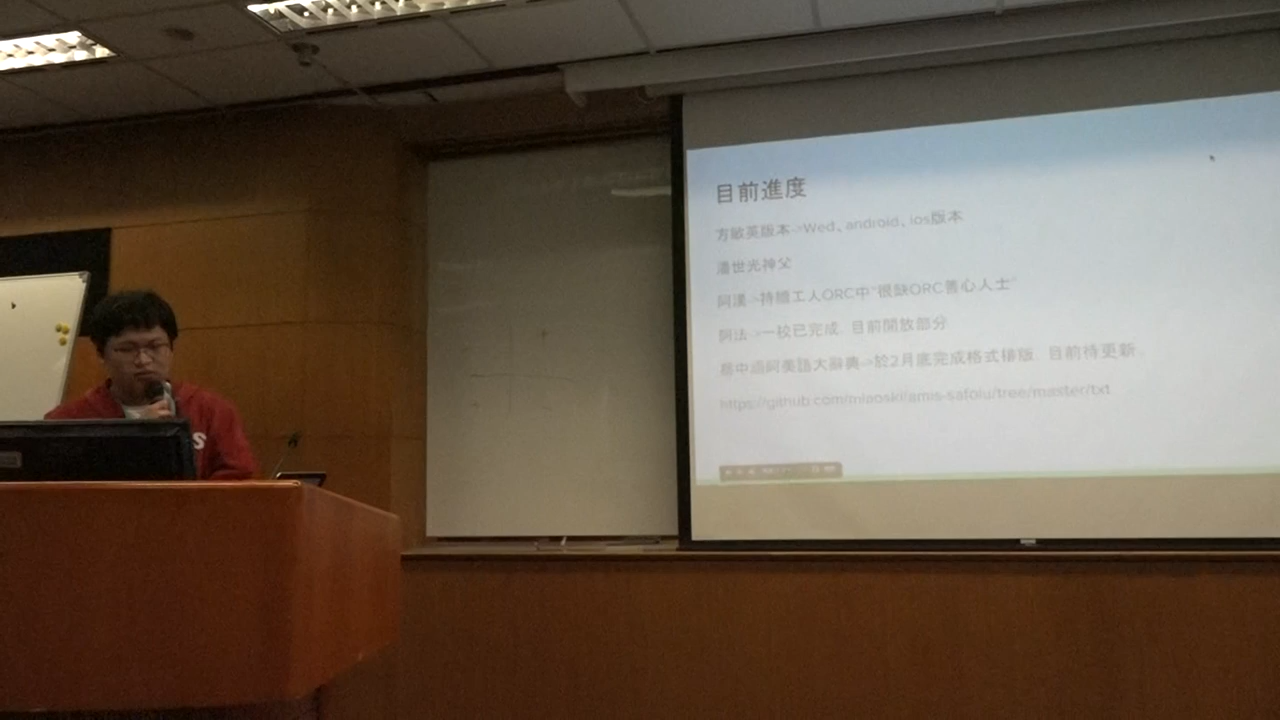 目前進度
方敏英版本->Wed、android、ios版本
潘世光神父
阿漢->持續工人ORC中"很缺ORC善心人士"
阿法->一校已完成, 目前開放部分
蔡中涵阿美語大辭典->於2月底完成格式排版, 目前待更新,
https://github.com/miaoski/amis-safolu/tree/master/txt
S